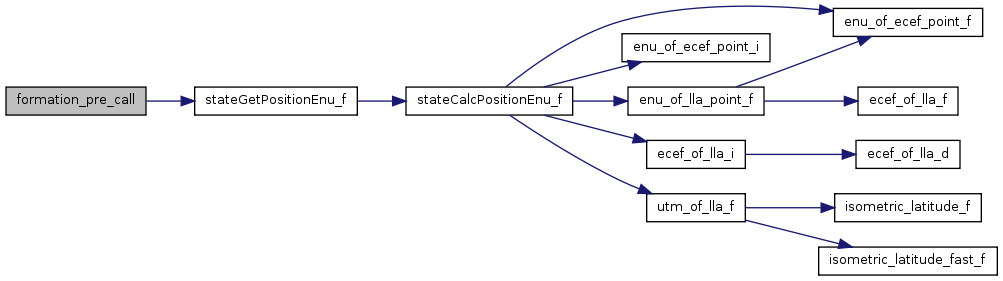 formation_pre_call
stateGetPositionEnu_f
stateCalcPositionEnu_f
enu_of_ecef_point_f
enu_of_ecef_point_i
enu_of_lla_point_f
ecef_of_lla_f
ecef_of_lla_i
ecef_of_lla_d
utm_of_lla_f
isometric_latitude_f
isometric_latitude_fast_f